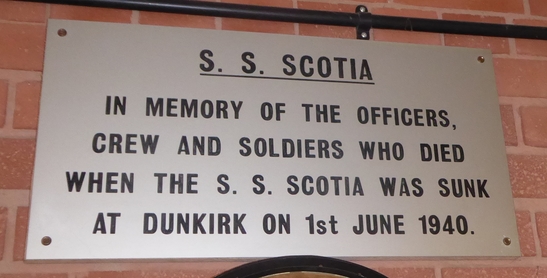 S. S. SCOTIA
IN MEMORY OF THE OFFICERS,
CREW AND SOLDIERS WHO DIED
WHEN THE S. S. SCOTIA WAS SUNK
AT DUNKIRK ON 1st JUNE 1940.